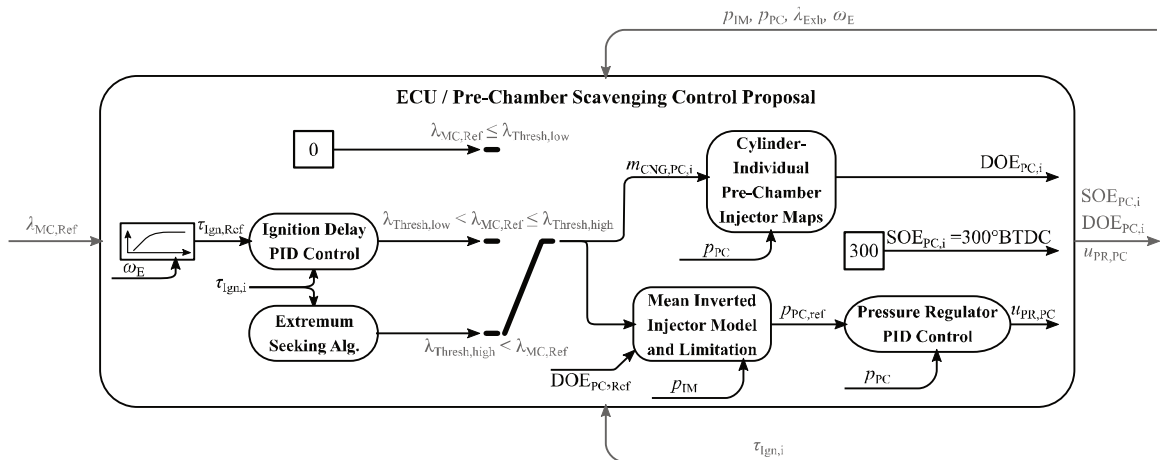 p_IM, p_PC, λ_Exh, ω_E
ECU / Pre-Chamber Scavenging Control Proposal
0
λ_MC,Ref ≤ λ_Thresh,low
Cylinder-
Individual
Pre-Chamber
Injector Maps
m_CNG,PC,i
DOE_PC,i
p_PC
λ_MC,Ref
τ_Ign,Ref
ω_E
Ignition Delay
PID Control
λ_Thresh,low < λ_MC,Ref ≤ λ_Thresh,high
300
SOE_PC,i =300°BTDC
SOE_PC,i
DOE_PC,i
u_PR,PC
τ_Ign,i
Extremum
Seeking Alg.
λ_Thresh,high < λ_MC,Ref
Mean Inverted
Injector Model
and Limitation
DOE_PC,Ref
p_IM
p_PC,ref
Pressure Regulator
PID Control
u_PR,PC
p_PC
τ_Ign,i